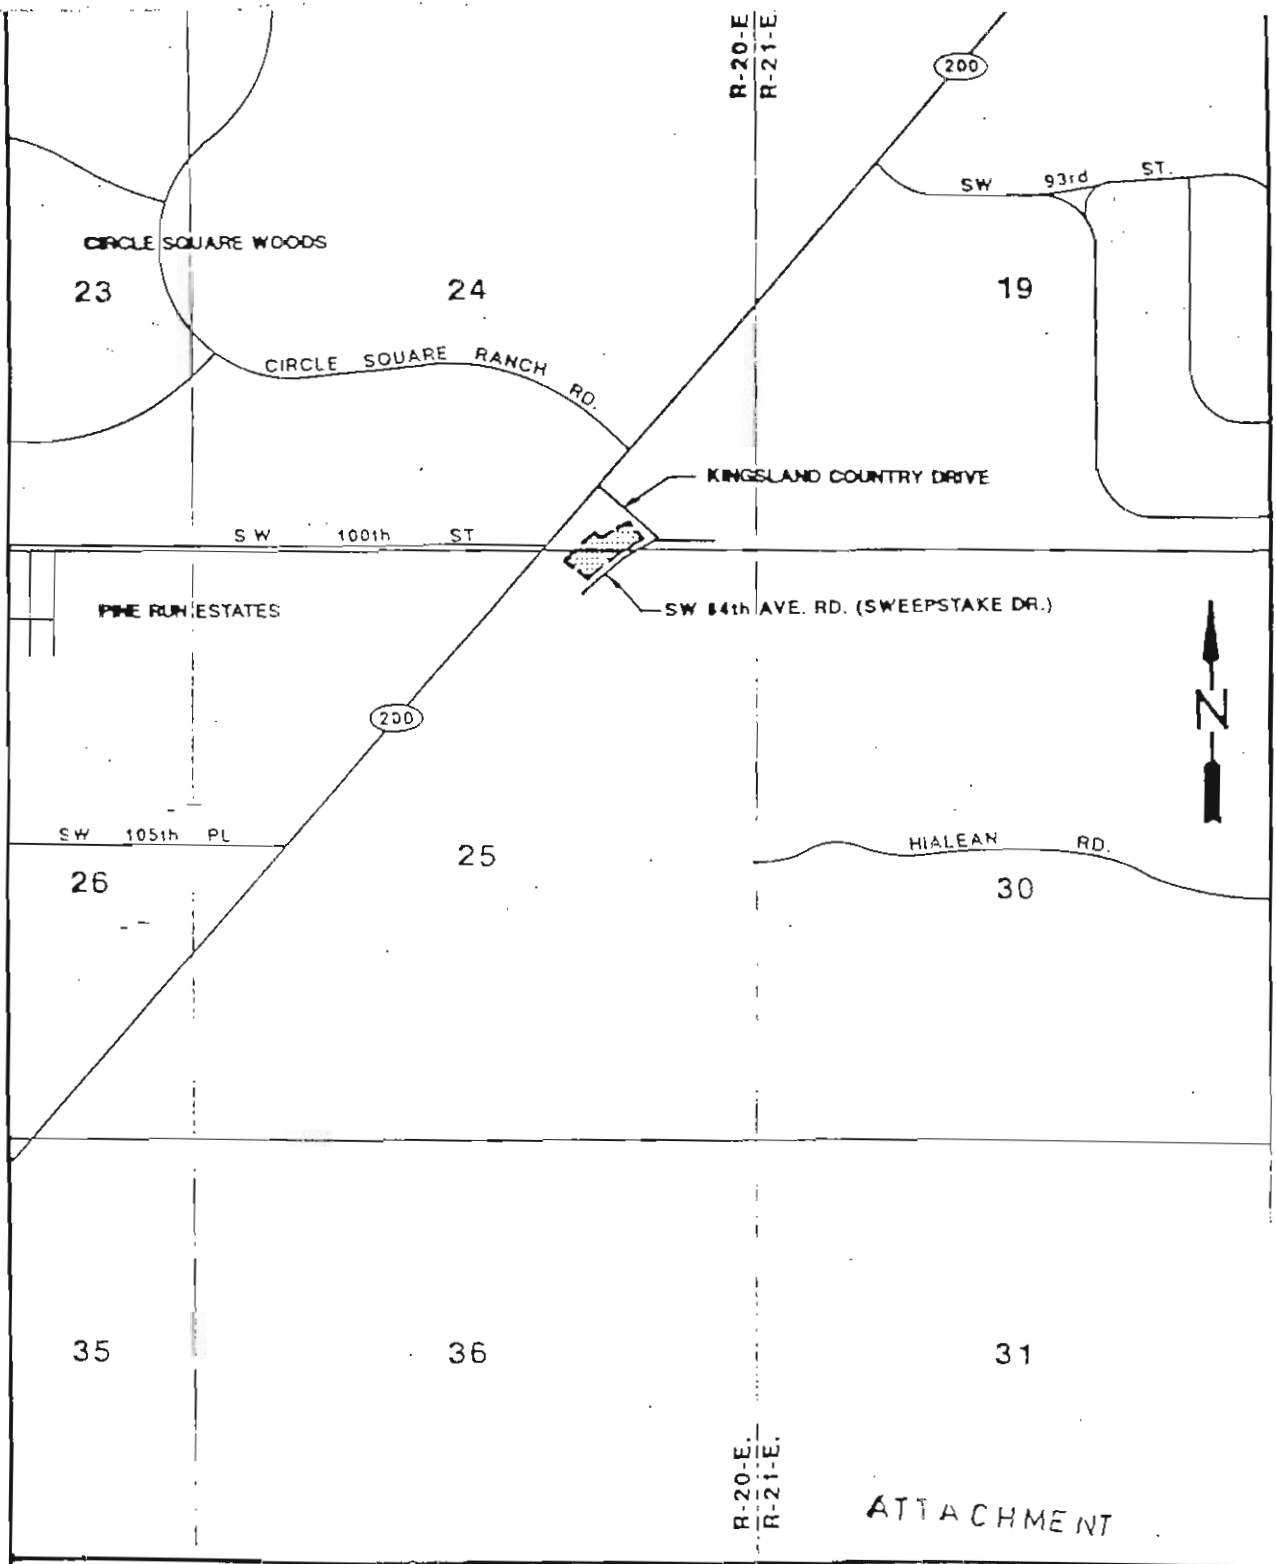 R-20-E
R-21-E
200
SW 93rd ST.
CIRCLE SQUARE WOODS
23
24
19
CIRCLE SQUARE RANCH RD.
KINGSLAND COUNTRY DRIVE
SW 100th ST
PINE RUN ESTATES
SW 84th AVE. RD. (SWEEPSTAKE DR.)
N
200
SW 105th PL
26
25
HIALEAH RD.
30
35
36
31
R-20-E.
R-21-E.
ATTACHMENT